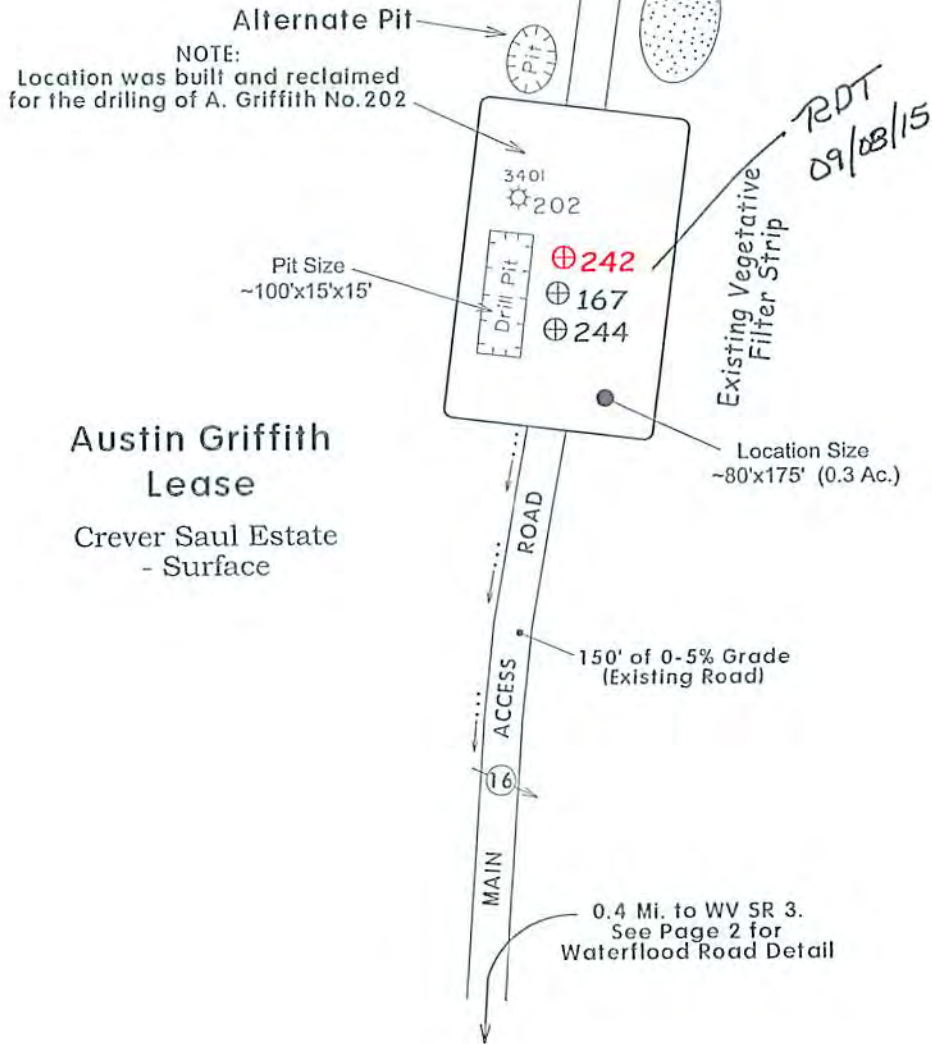 Alternate Pit
Pit
NOTE:
Location was built and reclaimed
for the driling of A. Griffith No.202
RDT
09/08/15
3401
202
Existing Vegetative
Filter Strip
Pit Size
~100'x15'x15'
Drill Pit
242
167
244
Austin Griffith
Lease
Crever Saul Estate
- Surface
Location Size
~80'x175' (0.3 Ac.)
ROAD
150' of 0-5% Grade
(Existing Road)
ACCESS
16
MAIN
0.4 Mi. to WV SR 3.
See Page 2 for
Waterflood Road Detail